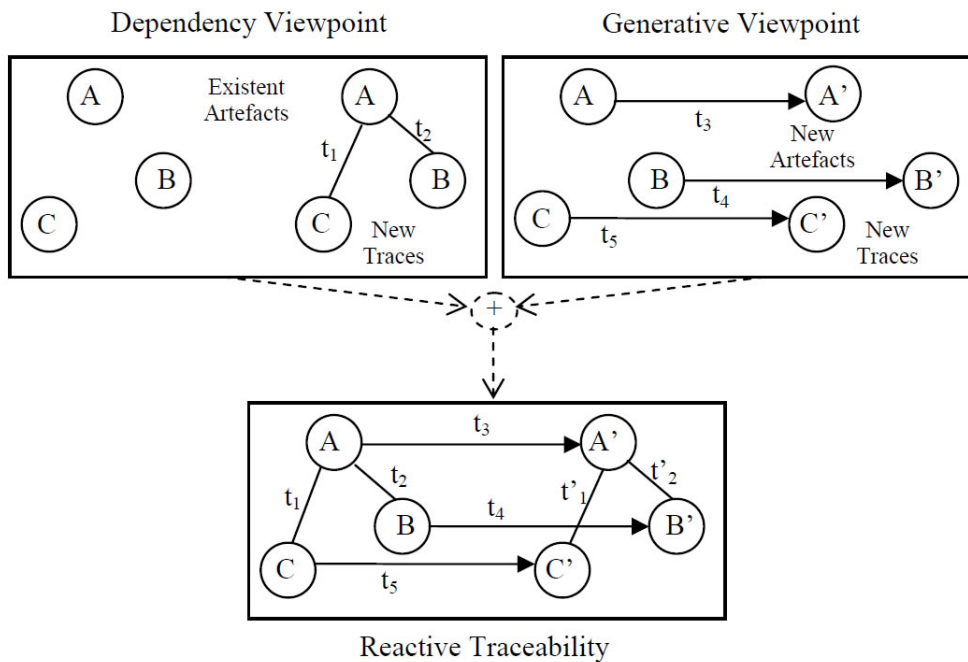 Dependency Viewpoint
Generative Viewpoint
A
Existent
Artefacts
A
t₁
t₂
B
B
C
C
New
Traces
A
A'
t₃
New
Artefacts
B
B'
t₄
C
C'
t₅
New
Traces
+
A
t₃
A’
t₁
t₂
t’₁
t’₂
B
t₄
B’
C
t₅
C’
Reactive Traceability